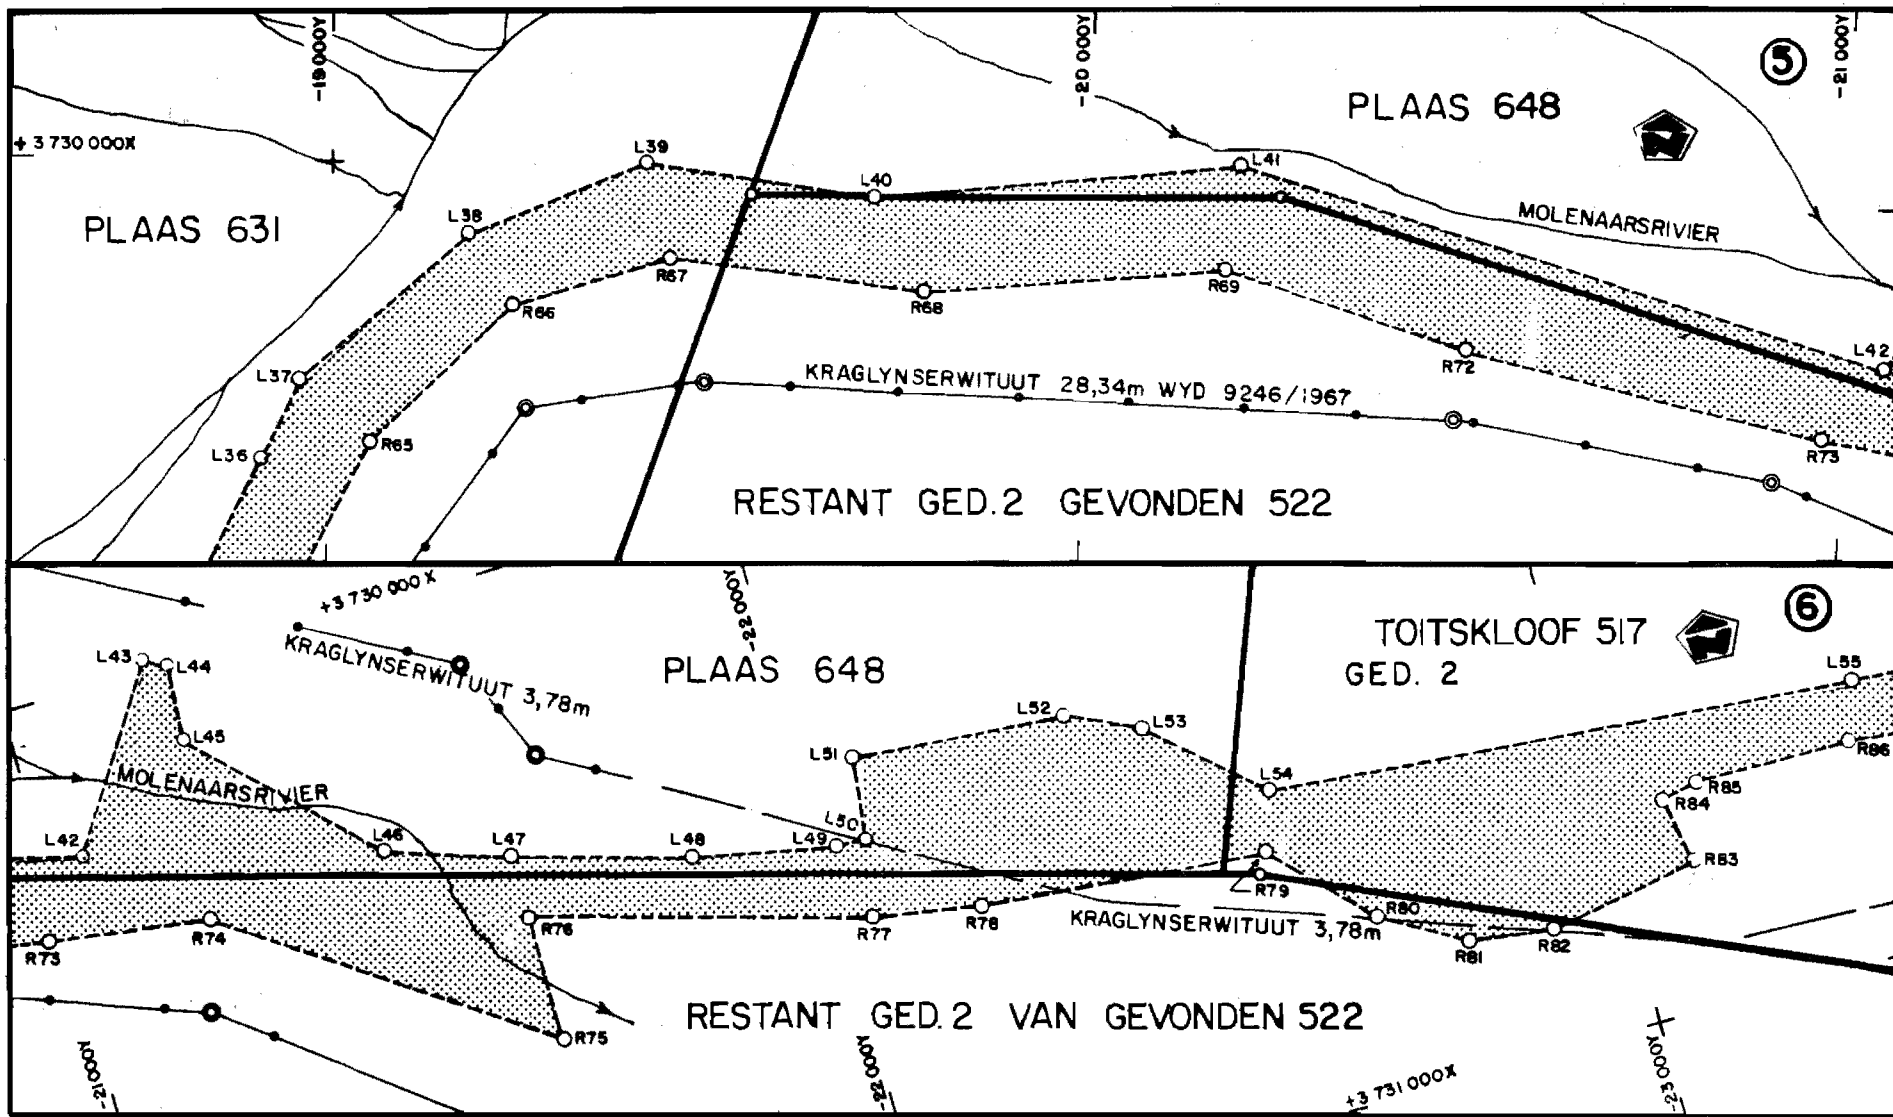 -19 000Y
-20 000Y
-21 000Y
5
PLAAS 648
+ 3 730 000X
L39
L41
L40
PLAAS 631
L38
MOLENAARSRIVIER
R67
R69
R68
R66
L37
L42
R72
KRAGLYNSERWITUUT 28,34m WYD 9246/1967
R65
L36
R73
RESTANT GED. 2 GEVONDEN 522
+3 730 000 X
-22 000Y
6
TOITSKLOOF 517
GED. 2
KRAGLYNSERWITUUT 3,78m
PLAAS 648
L43
L44
L55
L52
L53
L45
L51
R86
MOLENAARSRIVIER
L54
R85
R84
L50
L42
L46
L47
L48
L49
R83
R79
R80
R76
R77
R78
KRAGLYNSERWITUUT 3,78m
R74
R73
R81
R82
RESTANT GED. 2 VAN GEVONDEN 522
R75
-21 000Y
-22 000Y
+3 731 000X
-23 000Y